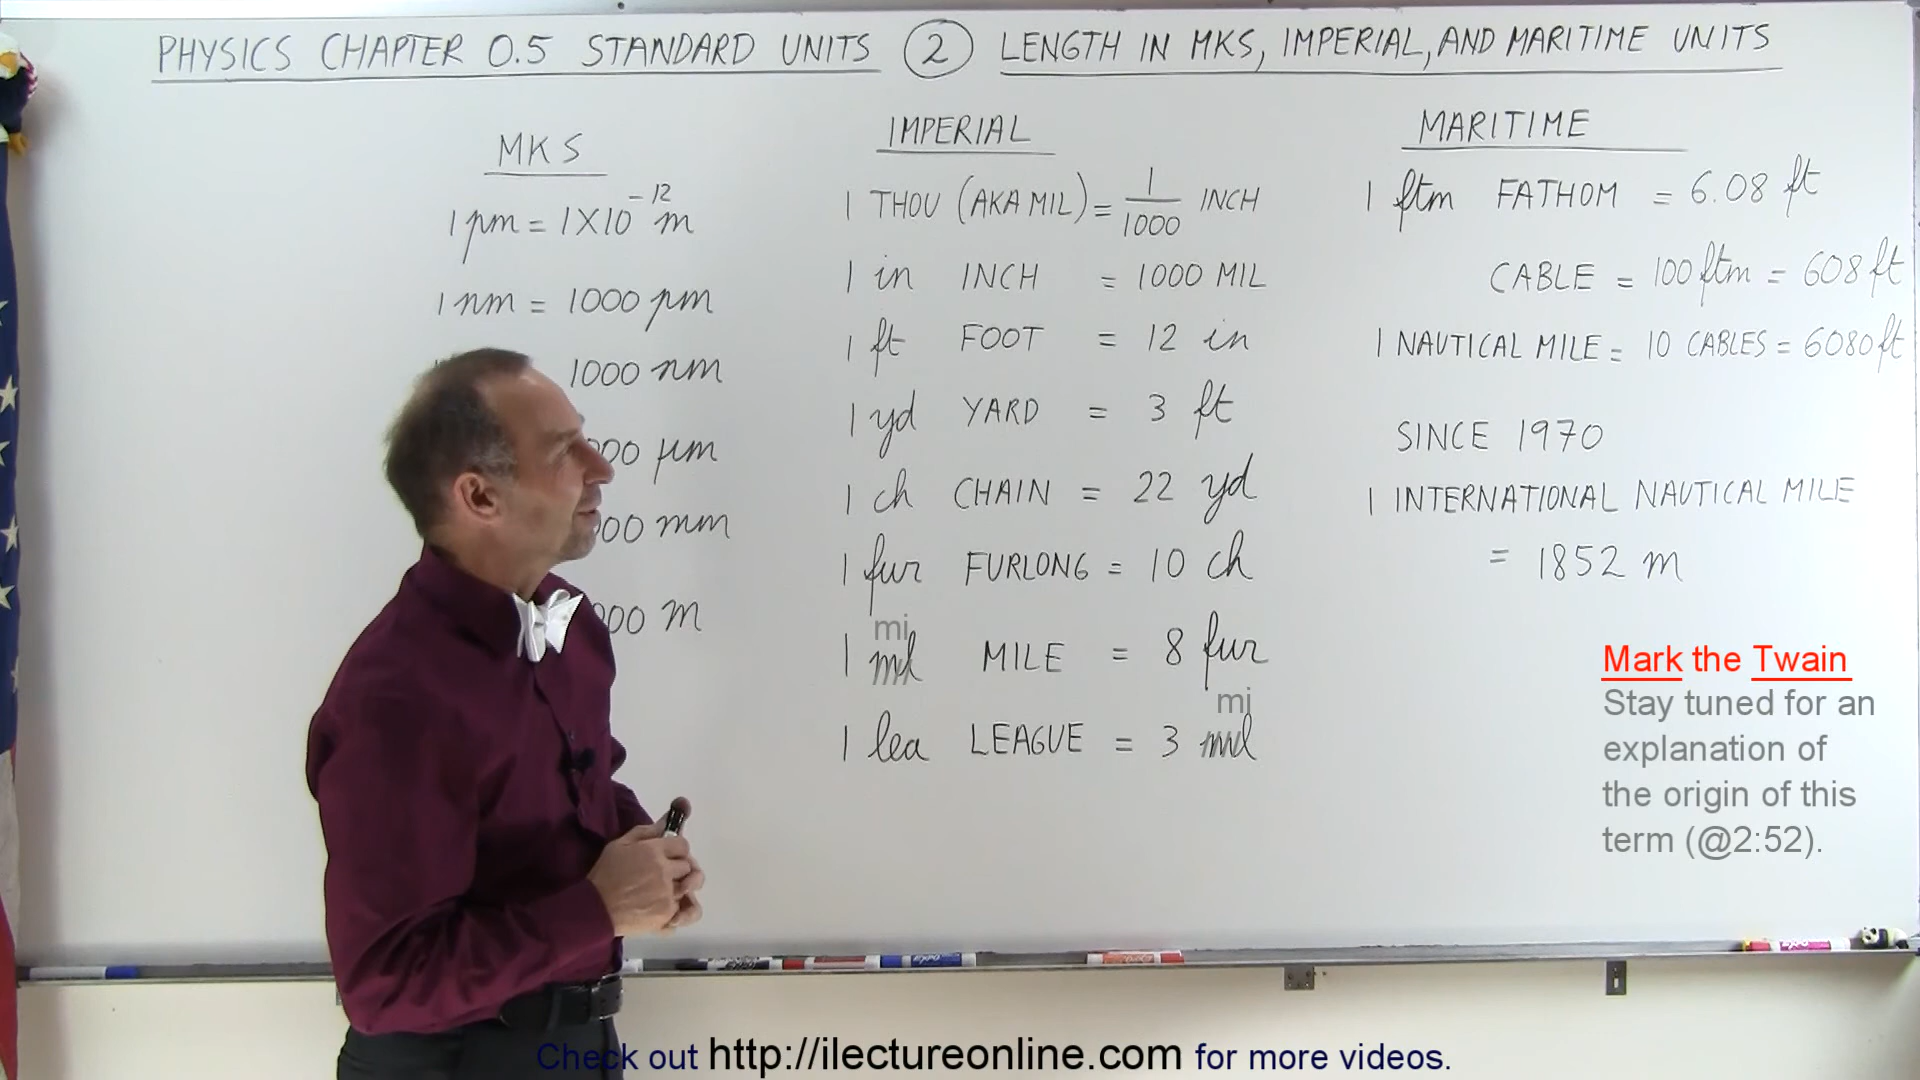 PHYSICS CHAPTER 0.5 STANDARD UNITS ② LENGTH IN MKS, IMPERIAL, AND MARITIME UNITS
MKS
1 pm = 1X10⁻¹² m
1 nm = 1000 pm
1000 nm
00 µm
00 mm
00 m
IMPERIAL
1 THOU (AKA MIL) = 1/1000 INCH
1 in INCH = 1000 MIL
1 ft FOOT = 12 in
1 yd YARD = 3 ft
1 ch CHAIN = 22 yd
1 fur FURLONG = 10 ch
mi
1 MILE = 8 fur
mi
1 lea LEAGUE = 3
MARITIME
1 ftm FATHOM = 6.08 ft
CABLE = 100 ftm = 608 ft
1 NAUTICAL MILE = 10 CABLES = 6080 ft
SINCE 1970
1 INTERNATIONAL NAUTICAL MILE
= 1852 m
Mark the Twain
Stay tuned for an
explanation of
the origin of this
term (@2:52).
Check out http://ilectureonline.com for more videos.